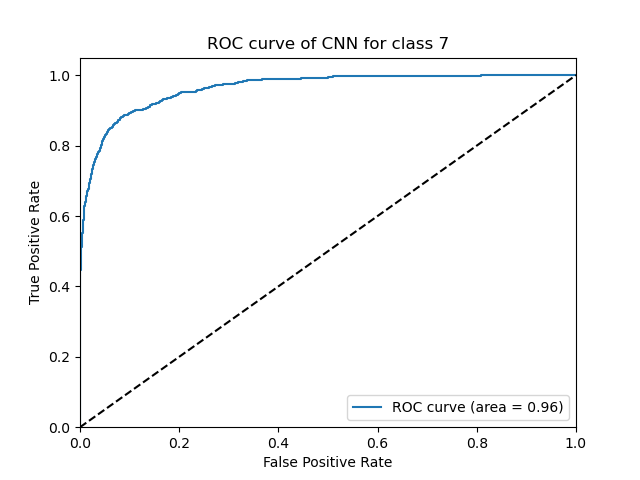 ROC curve of CNN for class 7
True Positive Rate
1.0
0.8
0.6
0.4
0.2
0.0
0.0 0.2 0.4 0.6 0.8 1.0
False Positive Rate
ROC curve (area = 0.96)